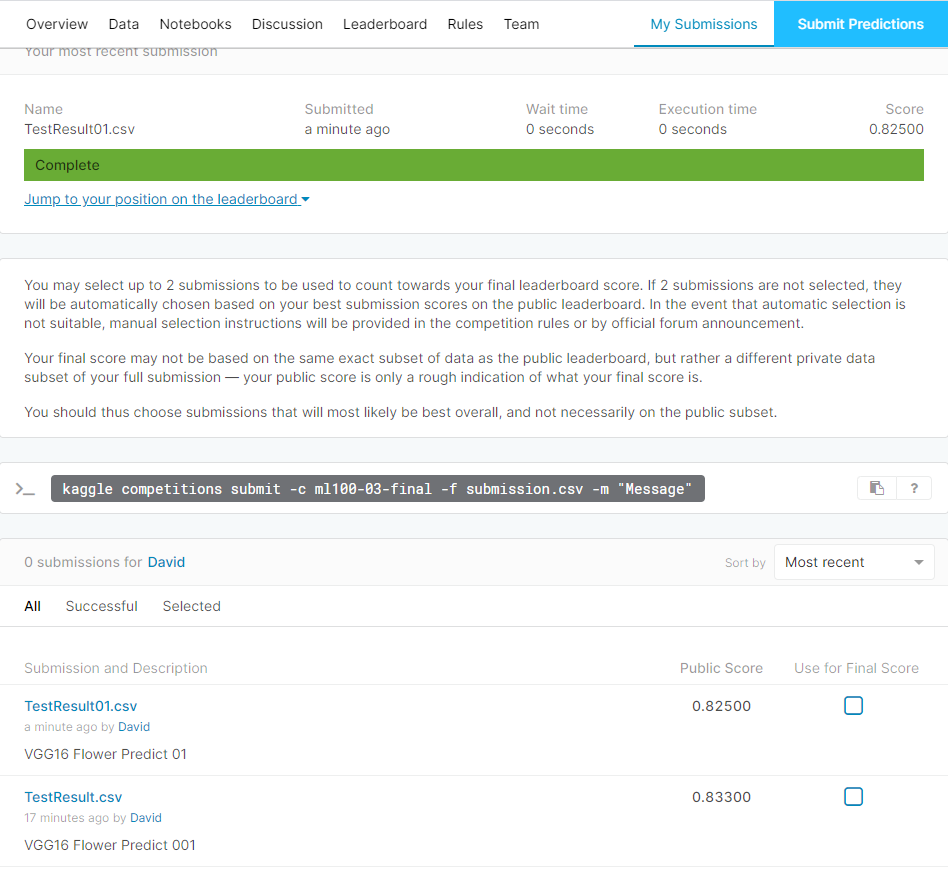 Overview Data Notebooks Discussion Leaderboard Rules Team My Submissions Submit Predictions
Your most recent submission
Name Submitted Wait time Execution time Score
TestResult01.csv a minute ago 0 seconds 0 seconds 0.82500
Complete
Jump to your position on the leaderboard
You may select up to 2 submissions to be used to count towards your final leaderboard score. If 2 submissions are not selected, they
will be automatically chosen based on your best submission scores on the public leaderboard. In the event that automatic selection is
not suitable, manual selection instructions will be provided in the competition rules or by official forum announcement.
Your final score may not be based on the same exact subset of data as the public leaderboard, but rather a different private data
subset of your full submission — your public score is only a rough indication of what your final score is.
You should thus choose submissions that will most likely be best overall, and not necessarily on the public subset.
>_ kaggle competitions submit -c ml100-03-final -f submission.csv -m "Message" ?
0 submissions for David Sort by Most recent
All Successful Selected
Submission and Description Public Score Use for Final Score
TestResult01.csv 0.82500
a minute ago by David
VGG16 Flower Predict 01
TestResult.csv 0.83300
17 minutes ago by David
VGG16 Flower Predict 001